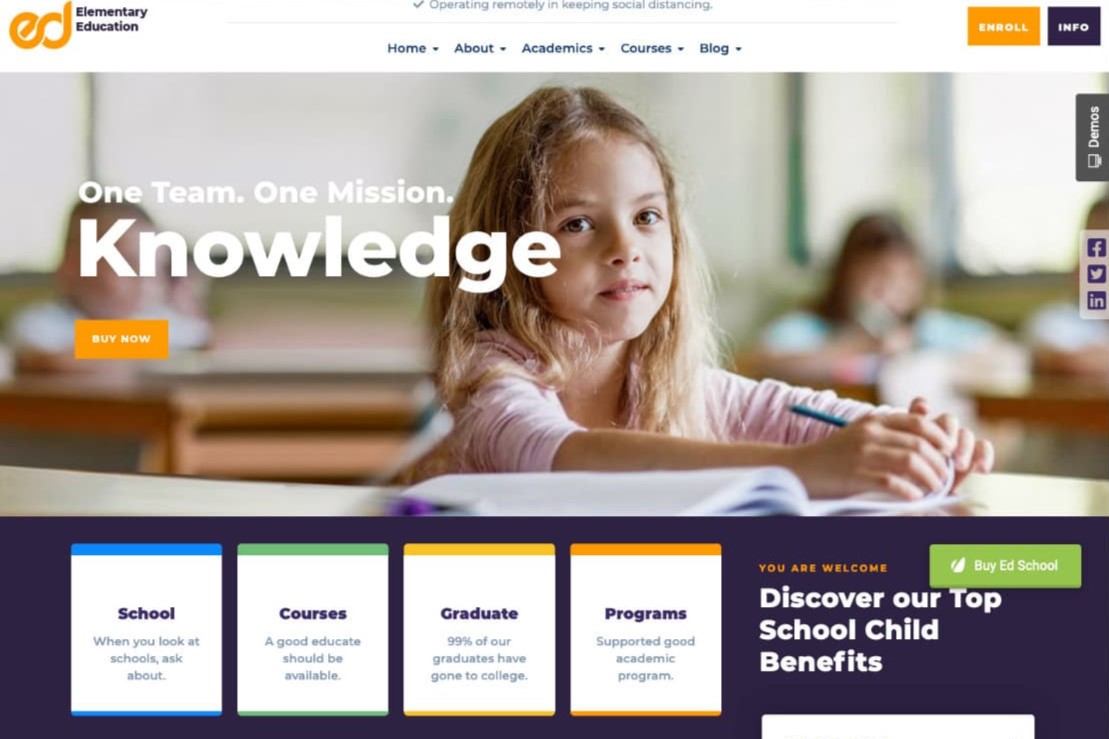 Elementary
Education
Operating remotely in keeping social distancing.
ENROLL
INFO
Home
About
Academics
Courses
Blog
Demos
One Team. One Mission.
Knowledge
BUY NOW
School
When you look at
schools, ask
about.
Courses
A good educate
should be
available.
Graduate
99% of our
graduates have
gone to college.
Programs
Supported good
academic
program.
YOU ARE WELCOME
Buy Ed School
Discover our Top
School Child
Benefits